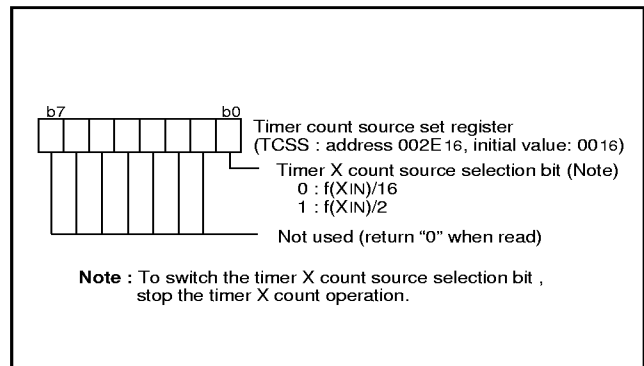 b7 b0
Timer count source set register
(TCSS : address 002E16, initial value: 0016)
Timer X count source selection bit (Note)
0 : f(XIN)/16
1 : f(XIN)/2
Not used (return “0” when read)
Note : To switch the timer X count source selection bit ,
stop the timer X count operation.